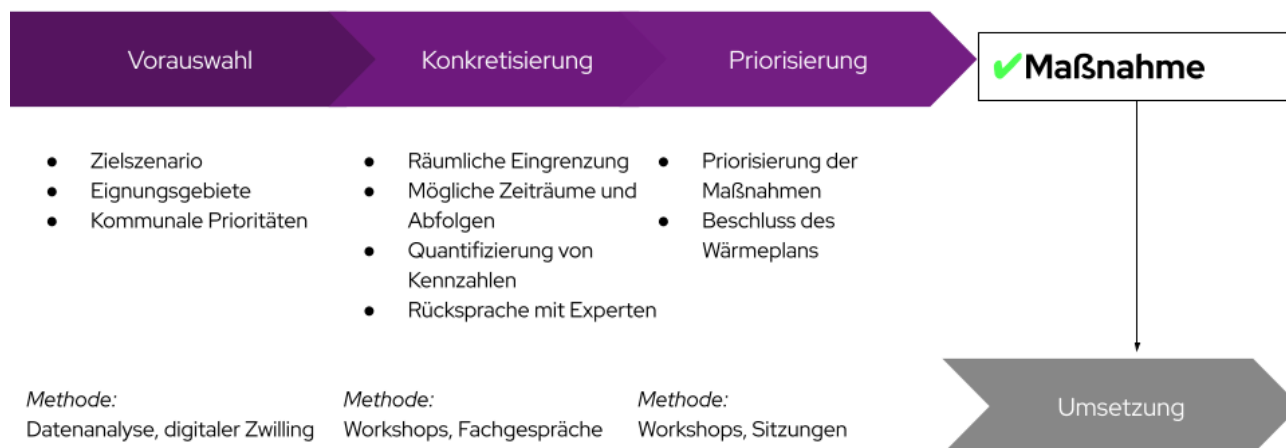 Vorauswahl
Konkretisierung
Priorisierung
✔Maßnahme
● Zielszenario
● Eignungsgebiete
● Kommunale Prioritäten
● Räumliche Eingrenzung
● Mögliche Zeiträume und
Abfolgen
● Quantifizierung von
Kennzahlen
● Rücksprache mit Experten
● Priorisierung der
Maßnahmen
● Beschluss des
Wärmeplans
Methode:
Datenanalyse, digitaler Zwilling
Methode:
Workshops, Fachgespräche
Methode:
Workshops, Sitzungen
Umsetzung